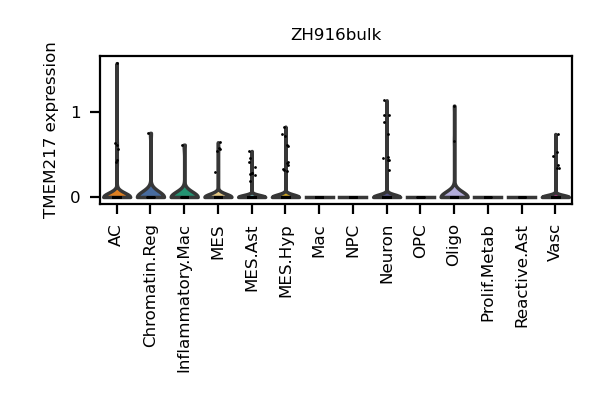 ZH916bulk
TMEM217 expression
1
0
AC
Chromatin.Reg
Inflammatory.Mac
MES
MES.Ast
MES.Hyp
Mac
NPC
Neuron
OPC
Oligo
Prolif.Metab
Reactive.Ast
Vasc